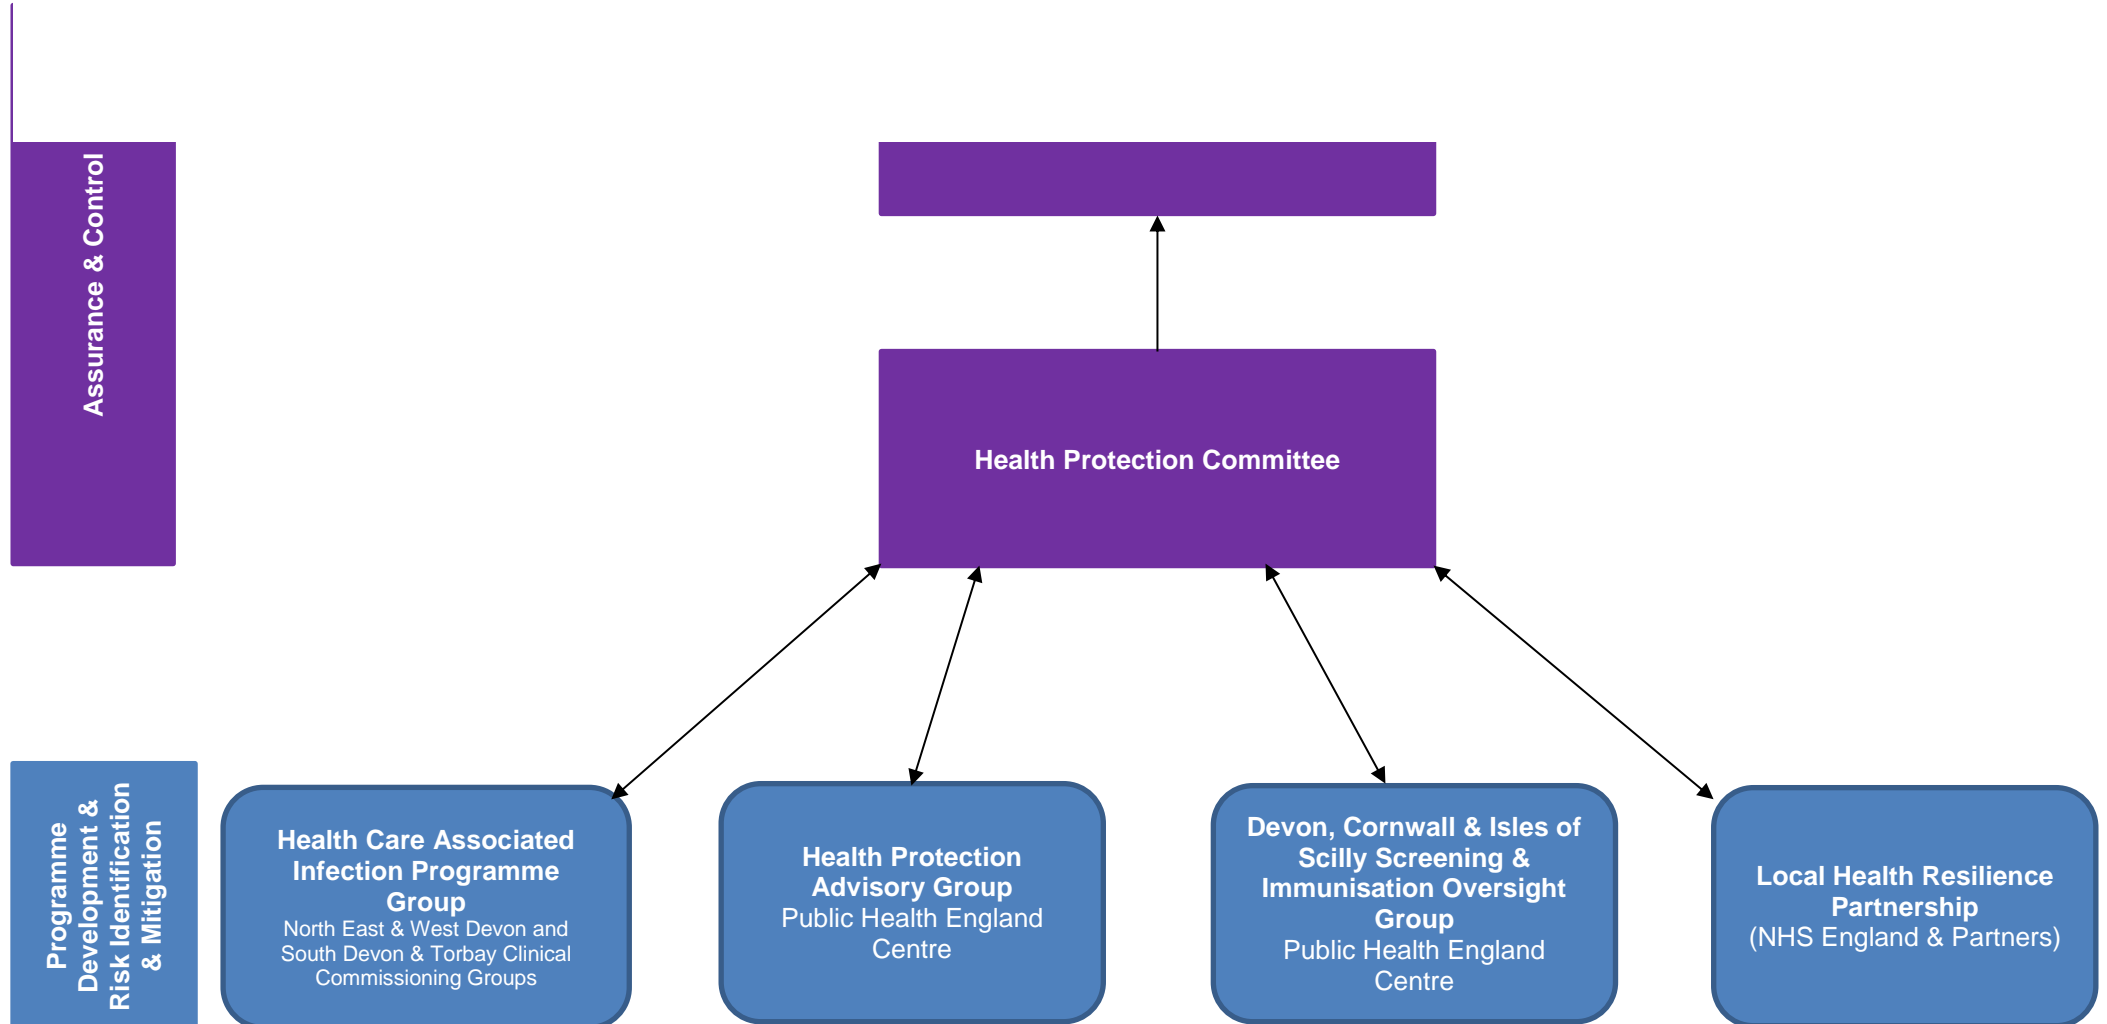 Assurance & Control
Health Protection Committee
Programme
Development &
Risk Identification
& Mitigation
Health Care Associated
Infection Programme
Group
North East & West Devon and
South Devon & Torbay Clinical
Commissioning Groups
Health Protection
Advisory Group
Public Health England
Centre
Devon, Cornwall & Isles of
Scilly Screening &
Immunisation Oversight
Group
Public Health England
Centre
Local Health Resilience
Partnership
(NHS England & Partners)